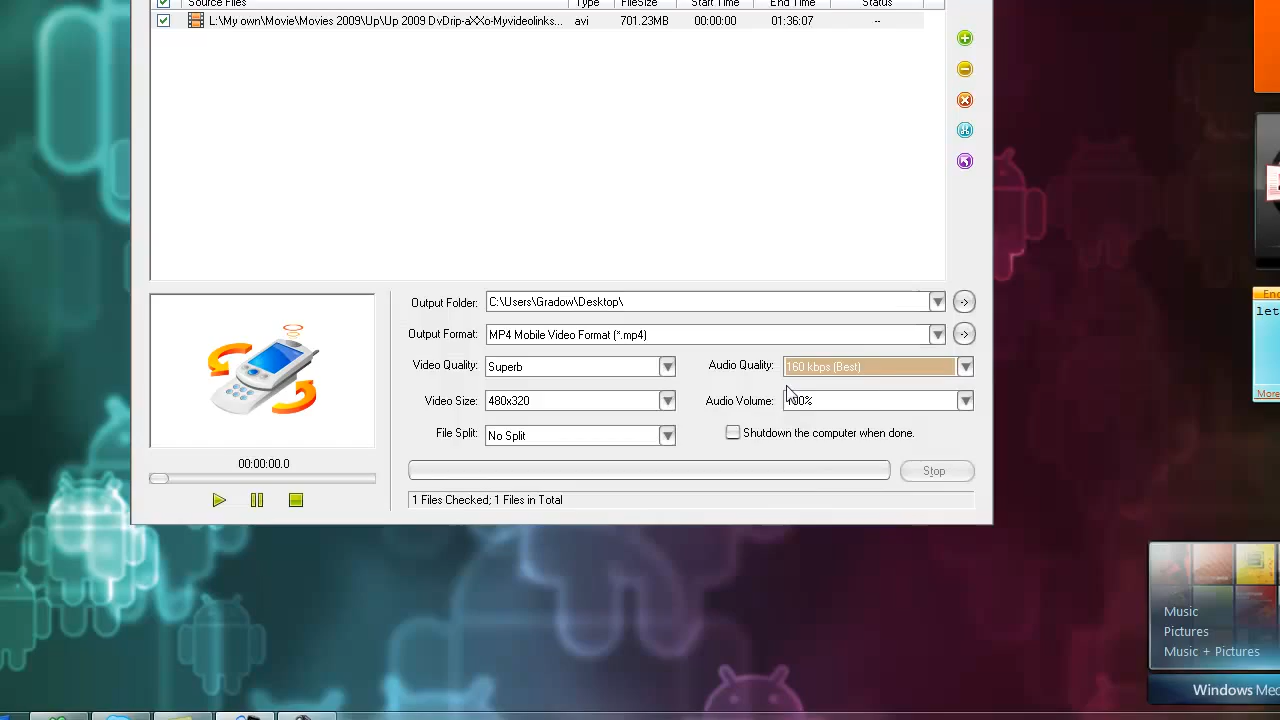 Source Files Type FileSize Start Time End Time Status
L:\My own\Movie\Movies 2009\Up\Up 2009 DvDrip-aXXo-Myvideolinks... avi 701.23MB 00:00:00 01:36:07 --
Output Folder: C:\Users\Gradow\Desktop\
Output Format: MP4 Mobile Video Format (*.mp4)
Video Quality: Superb Audio Quality: 160 kbps (Best)
Video Size: 480x320 Audio Volume: 100%
File Split: No Split Shutdown the computer when done.
00:00:00.0
Stop
1 Files Checked; 1 Files in Total
Eng
let
More
Music
Pictures
Music + Pictures
Windows Med